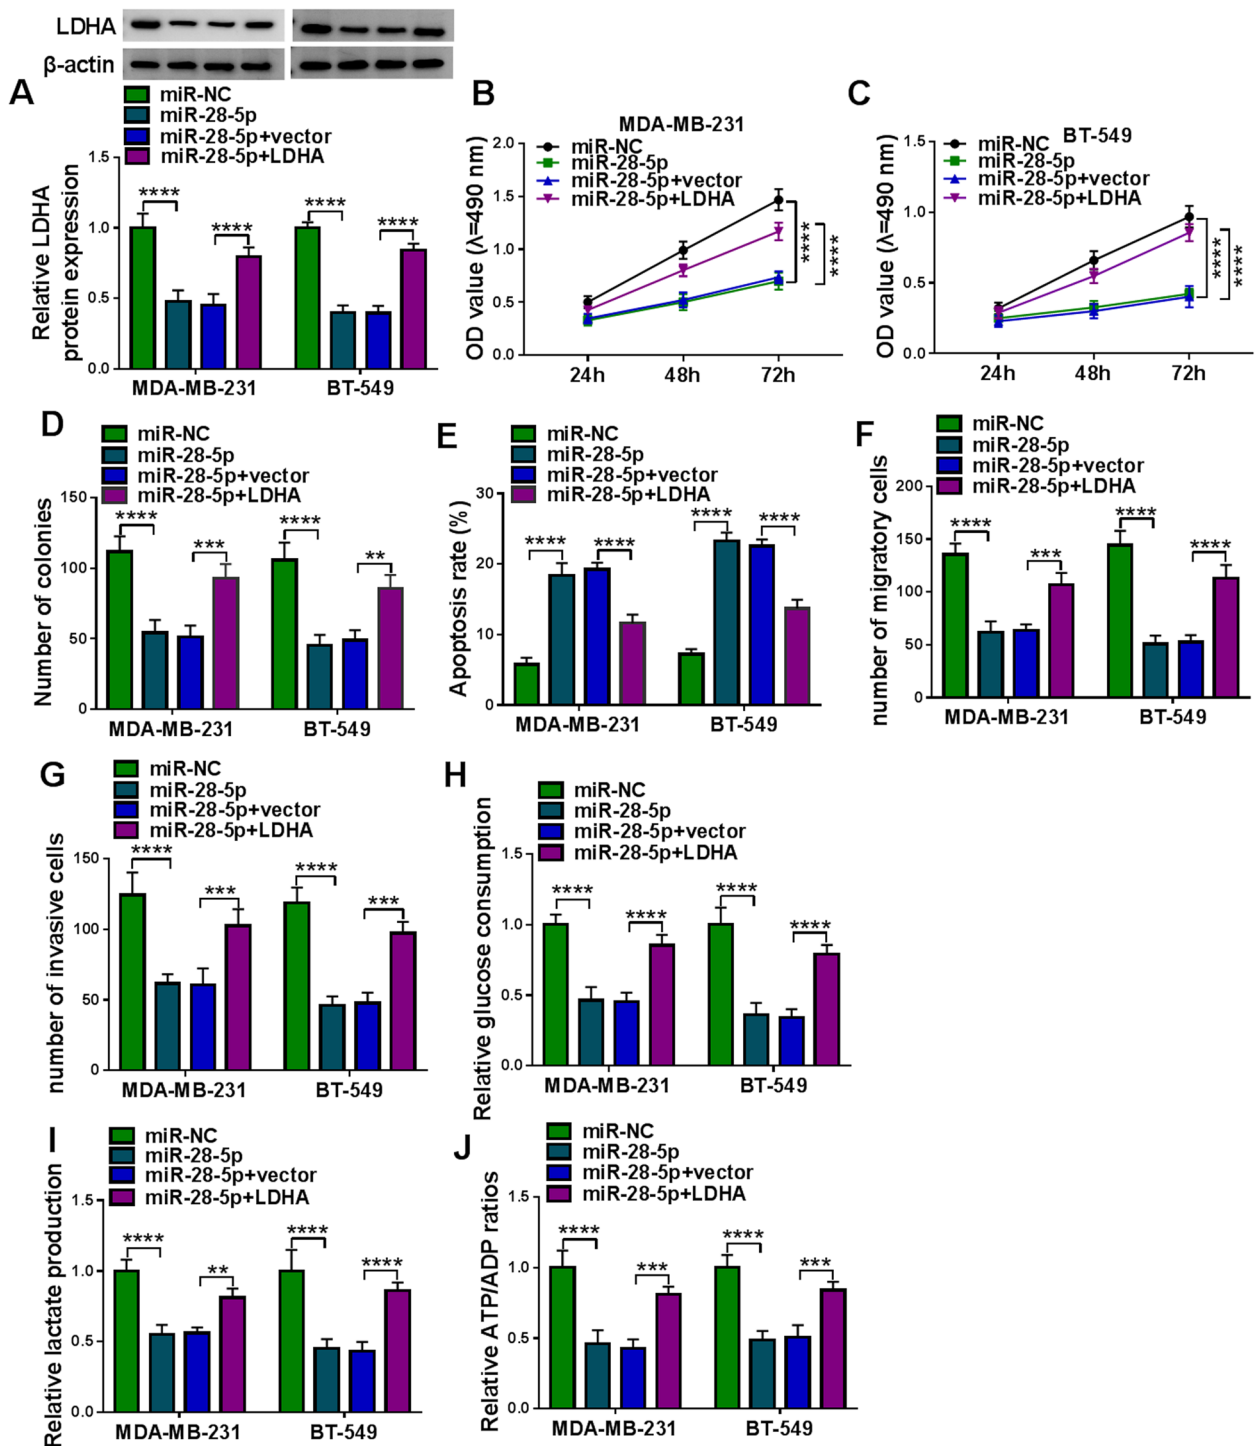 LDHA
β-actin
A
miR-NC
miR-28-5p
miR-28-5p+vector
miR-28-5p+LDHA
Relative LDHA
protein expression
1.5
1.0
0.5
0.0
****
****
****
****
MDA-MB-231
BT-549
B
MDA-MB-231
miR-NC
miR-28-5p
miR-28-5p+vector
miR-28-5p+LDHA
OD value (λ=490 nm)
2.0
1.5
1.0
0.5
0.0
****
****
24h
48h
72h
C
BT-549
miR-NC
miR-28-5p
miR-28-5p+vector
miR-28-5p+LDHA
OD value (λ=490 nm)
1.5
1.0
0.5
0.0
****
****
24h
48h
72h
D
miR-NC
miR-28-5p
miR-28-5p+vector
miR-28-5p+LDHA
Number of colonies
150
100
50
0
****
***
****
**
MDA-MB-231
BT-549
E
miR-NC
miR-28-5p
miR-28-5p+vector
miR-28-5p+LDHA
Apoptosis rate (%)
30
20
10
0
****
****
****
****
MDA-MB-231
BT-549
F
miR-NC
miR-28-5p
miR-28-5p+vector
miR-28-5p+LDHA
number of migratory cells
200
150
100
50
0
****
***
****
****
MDA-MB-231
BT-549
G
miR-NC
miR-28-5p
miR-28-5p+vector
miR-28-5p+LDHA
number of invasive cells
150
100
50
0
****
***
****
***
MDA-MB-231
BT-549
H
miR-NC
miR-28-5p
miR-28-5p+vector
miR-28-5p+LDHA
Relative glucose consumption
1.5
1.0
0.5
0.0
****
****
****
****
MDA-MB-231
BT-549
I
miR-NC
miR-28-5p
miR-28-5p+vector
miR-28-5p+LDHA
Relative lactate production
1.5
1.0
0.5
0.0
****
**
****
****
MDA-MB-231
BT-549
J
miR-NC
miR-28-5p
miR-28-5p+vector
miR-28-5p+LDHA
Relative ATP/ADP ratios
1.5
1.0
0.5
0.0
****
***
****
***
MDA-MB-231
BT-549